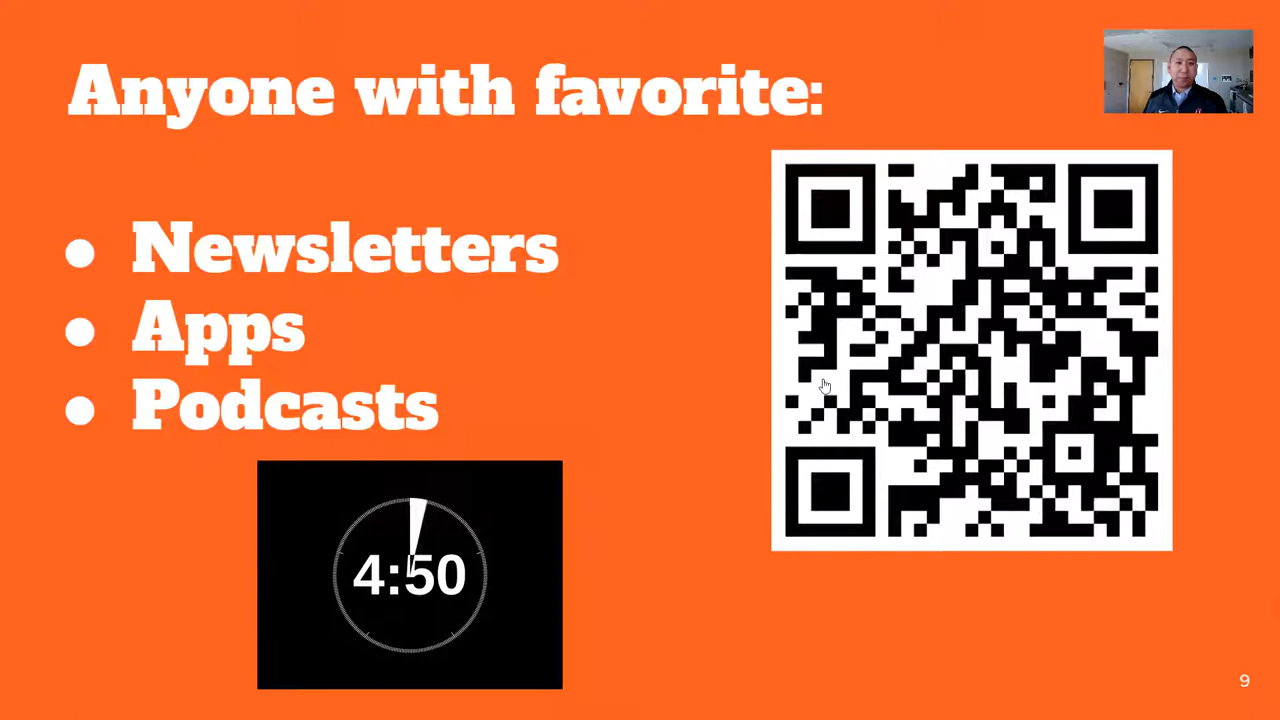 Anyone with favorite:
● Newsletters
● Apps
● Podcasts
4:50
9